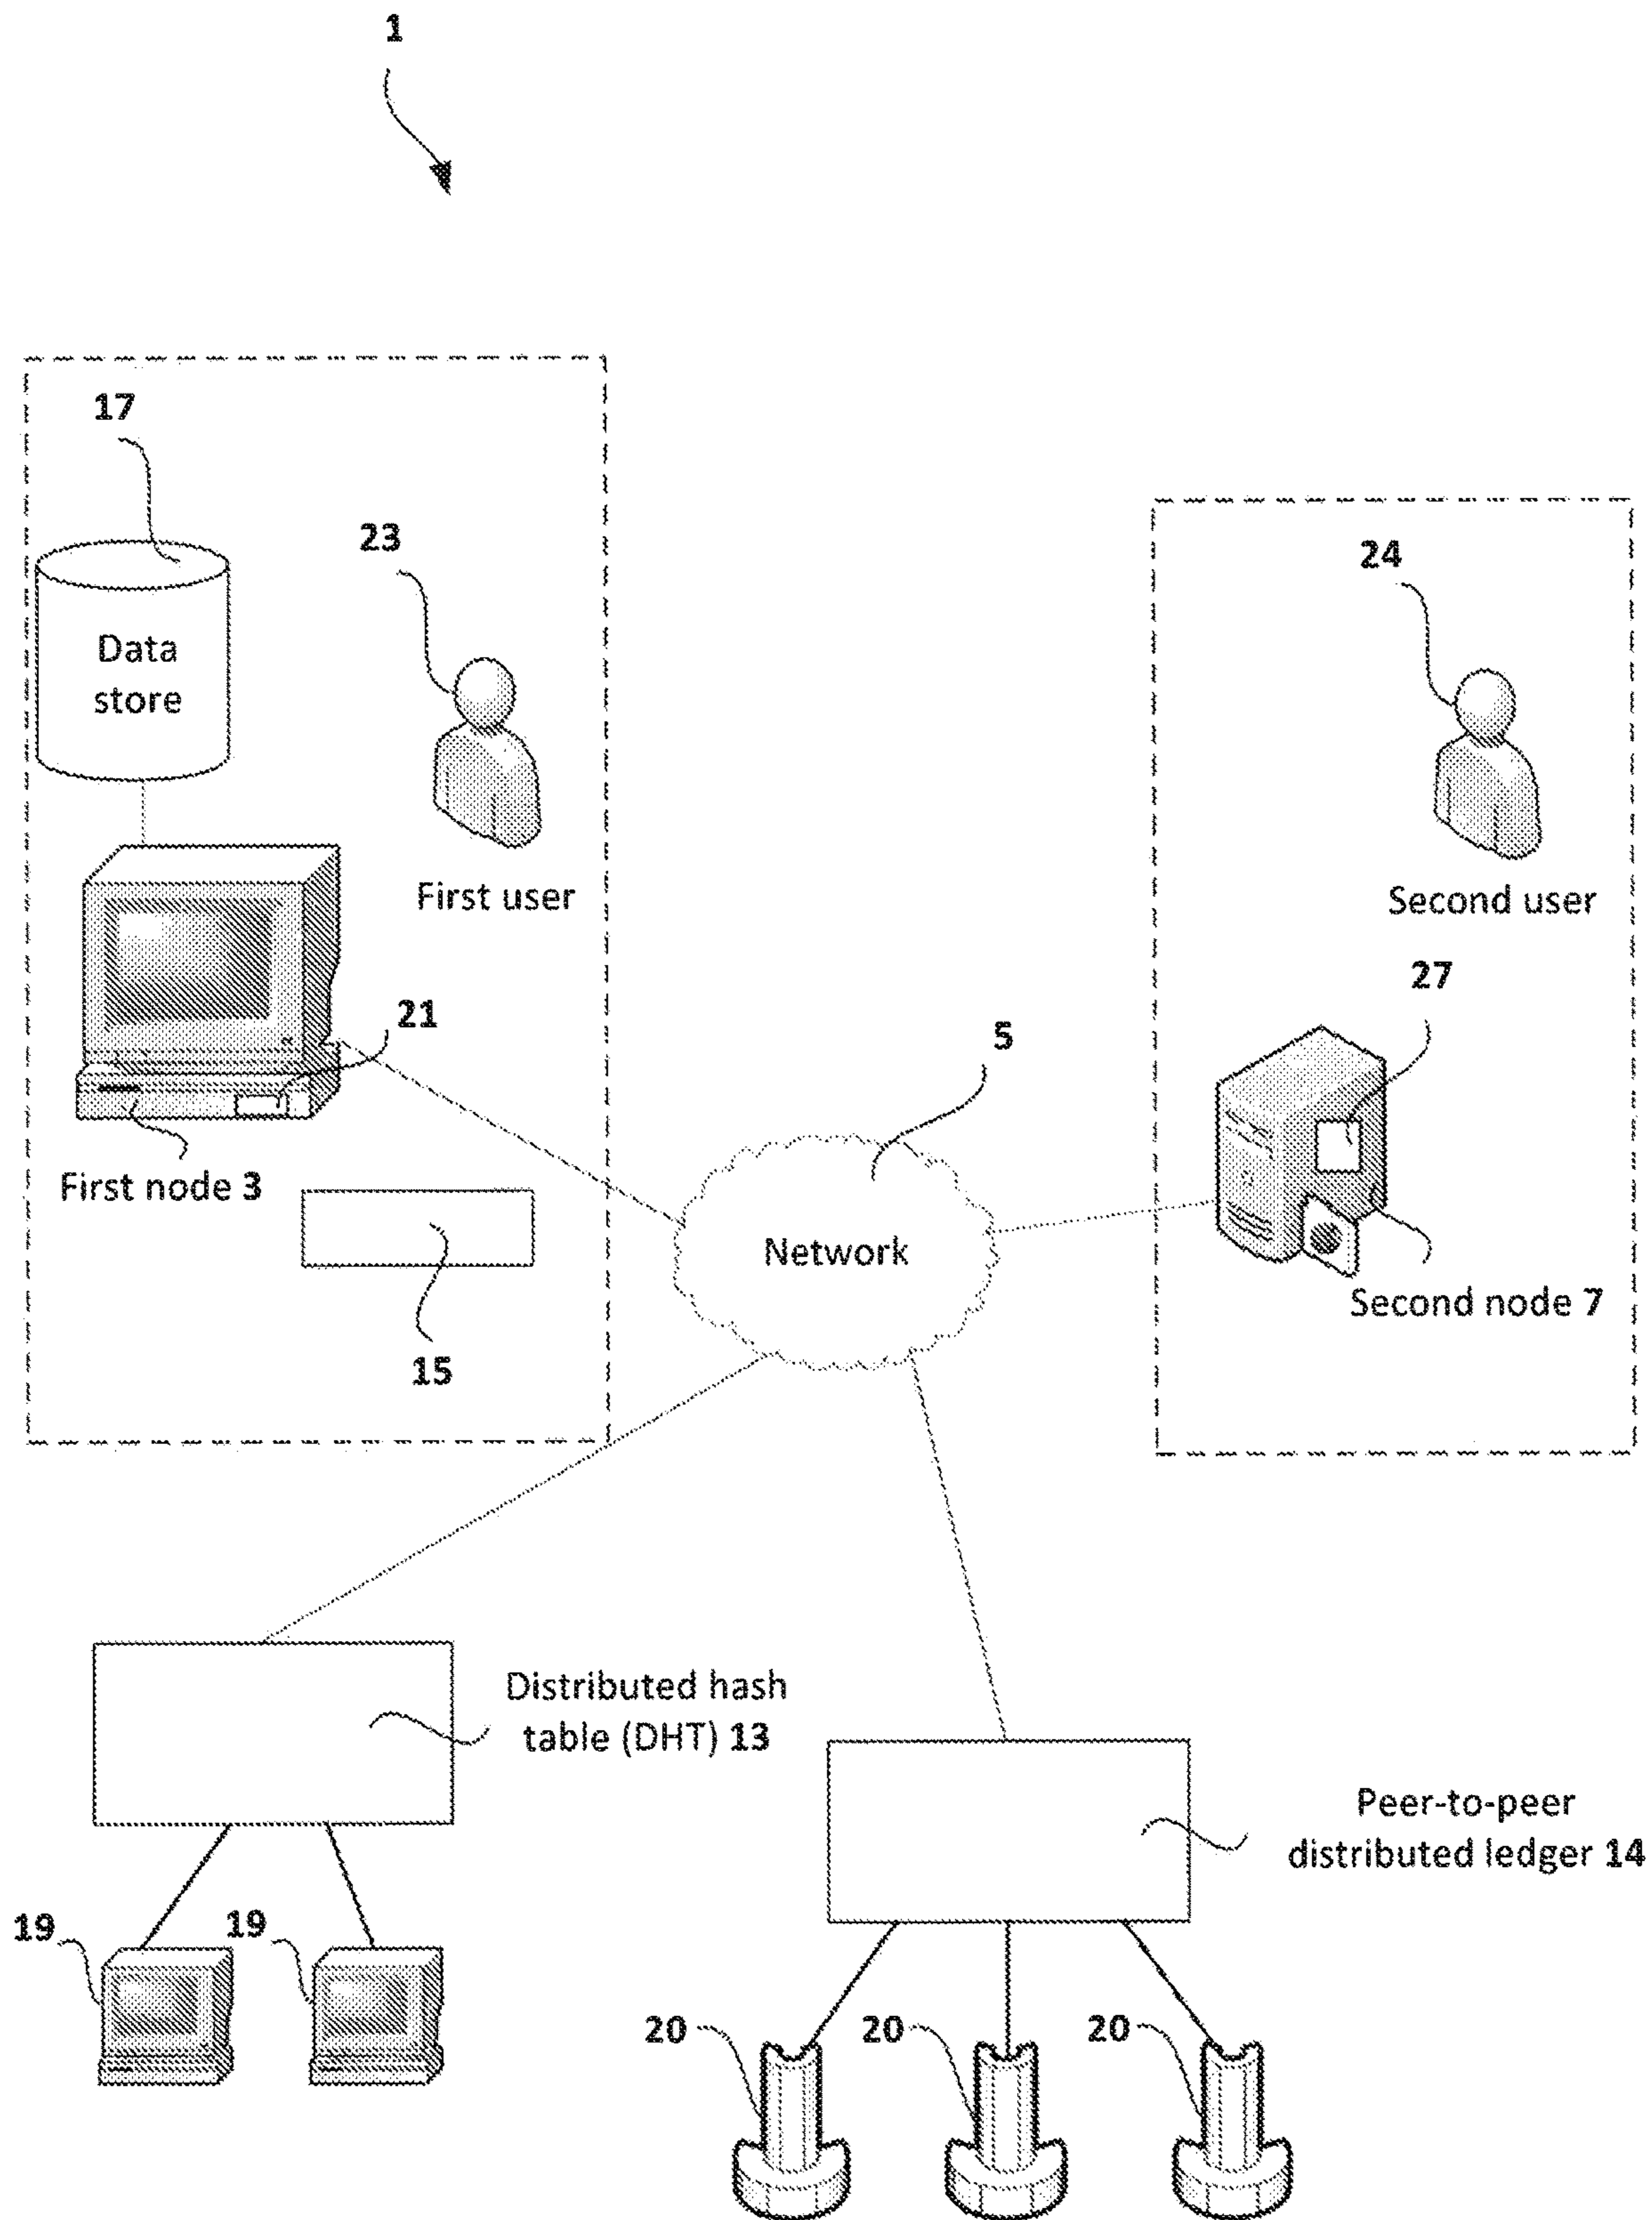 1
17
23
24
Data
store
First user
Second user
27
21
5
First node 3
Network
Second node 7
15
Distributed hash
table (DHT) 13
Peer-to-peer
distributed ledger 14
19
19
20
20
20